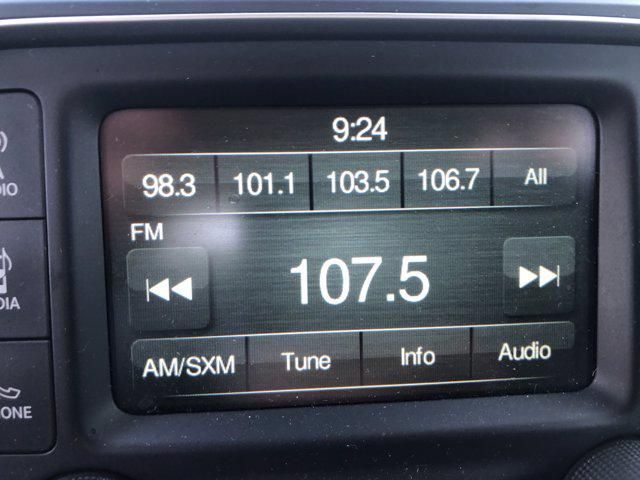 9:24
98.3 101.1 103.5 106.7 All
FM
107.5
AM/SXM Tune Info Audio